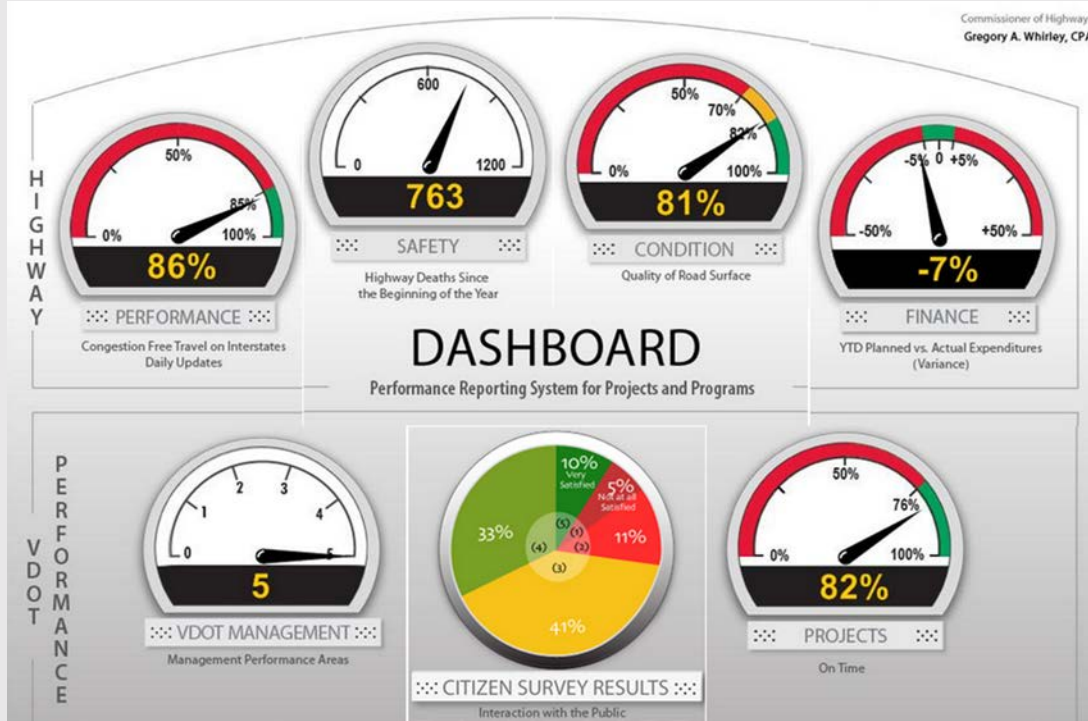 Commissioner of Highway
Gregory A. Whirley, CPA
HIGHWAY
0%
50%
85%
100%
86%
PERFORMANCE
Congestion Free Travel on Interstates
Daily Updates
0
600
1200
763
SAFETY
Highway Deaths Since
the Beginning of the Year
0%
50%
70%
82%
100%
81%
CONDITION
Quality of Road Surface
-50%
-5%
0
+5%
+50%
-7%
FINANCE
YTD Planned vs. Actual Expenditures
(Variance)
DASHBOARD
Performance Reporting System for Projects and Programs
VDOT
PERFORMANCE
0
1
2
3
4
5
5
VDOT MANAGEMENT
Management Performance Areas
10%
Very
Satisfied
5%
Not at all
Satisfied
11%
41%
33%
(5)
(1)
(2)
(3)
(4)
CITIZEN SURVEY RESULTS
Interaction with the Public
0%
50%
76%
100%
82%
PROJECTS
On Time